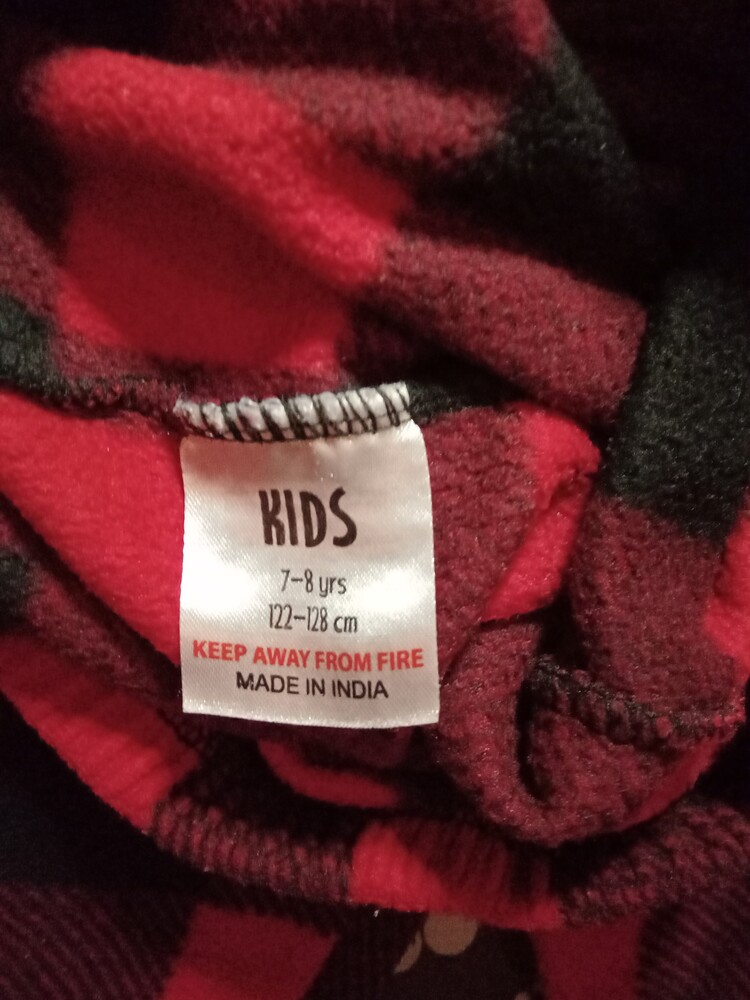 KIDS
7-8 yrs
122-128 cm
KEEP AWAY FROM FIRE
MADE IN INDIA